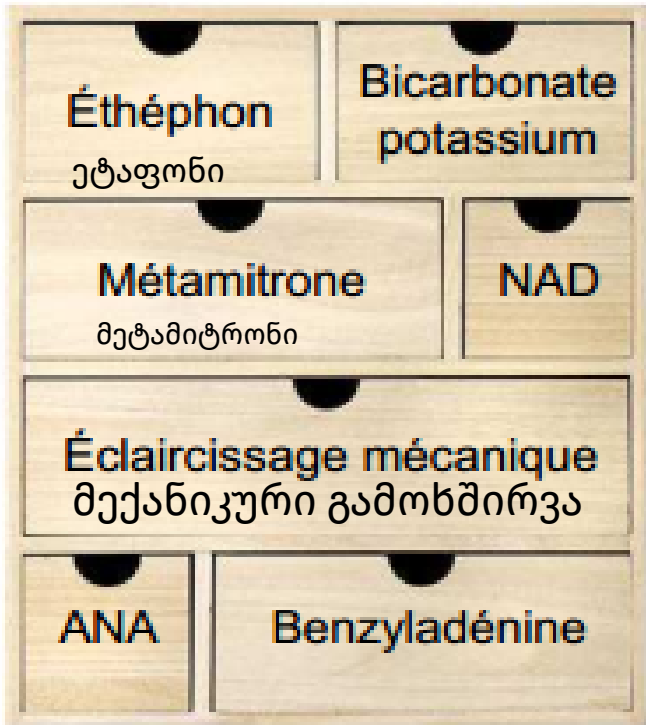 Éthéphon
ეტაფონი
Bicarbonate
potassium
Métamitrone
მეტამიტრონი
NAD
Éclaircissage mécanique
მექანიკური გამოხშირვა
ANA
Benzyladénine